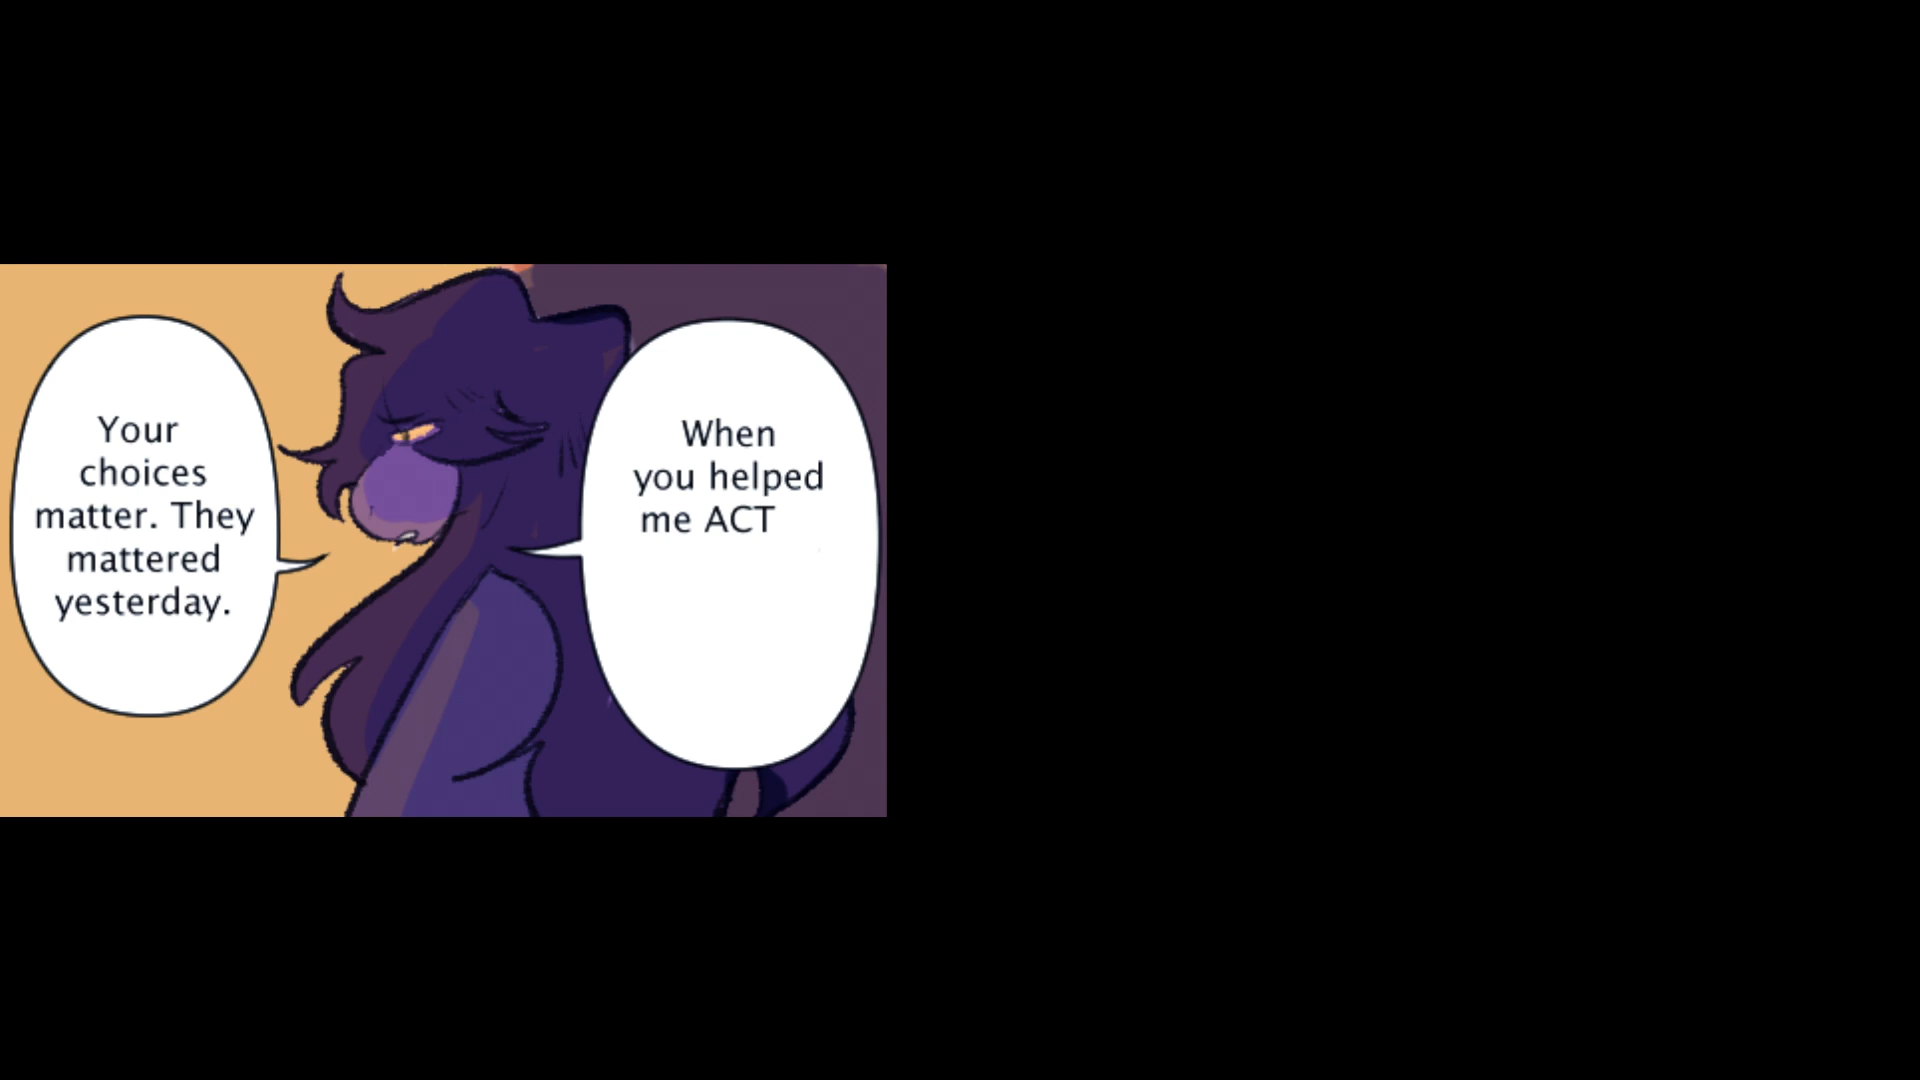 Your
choices
matter. They
mattered
yesterday.
When
you helped
me ACT